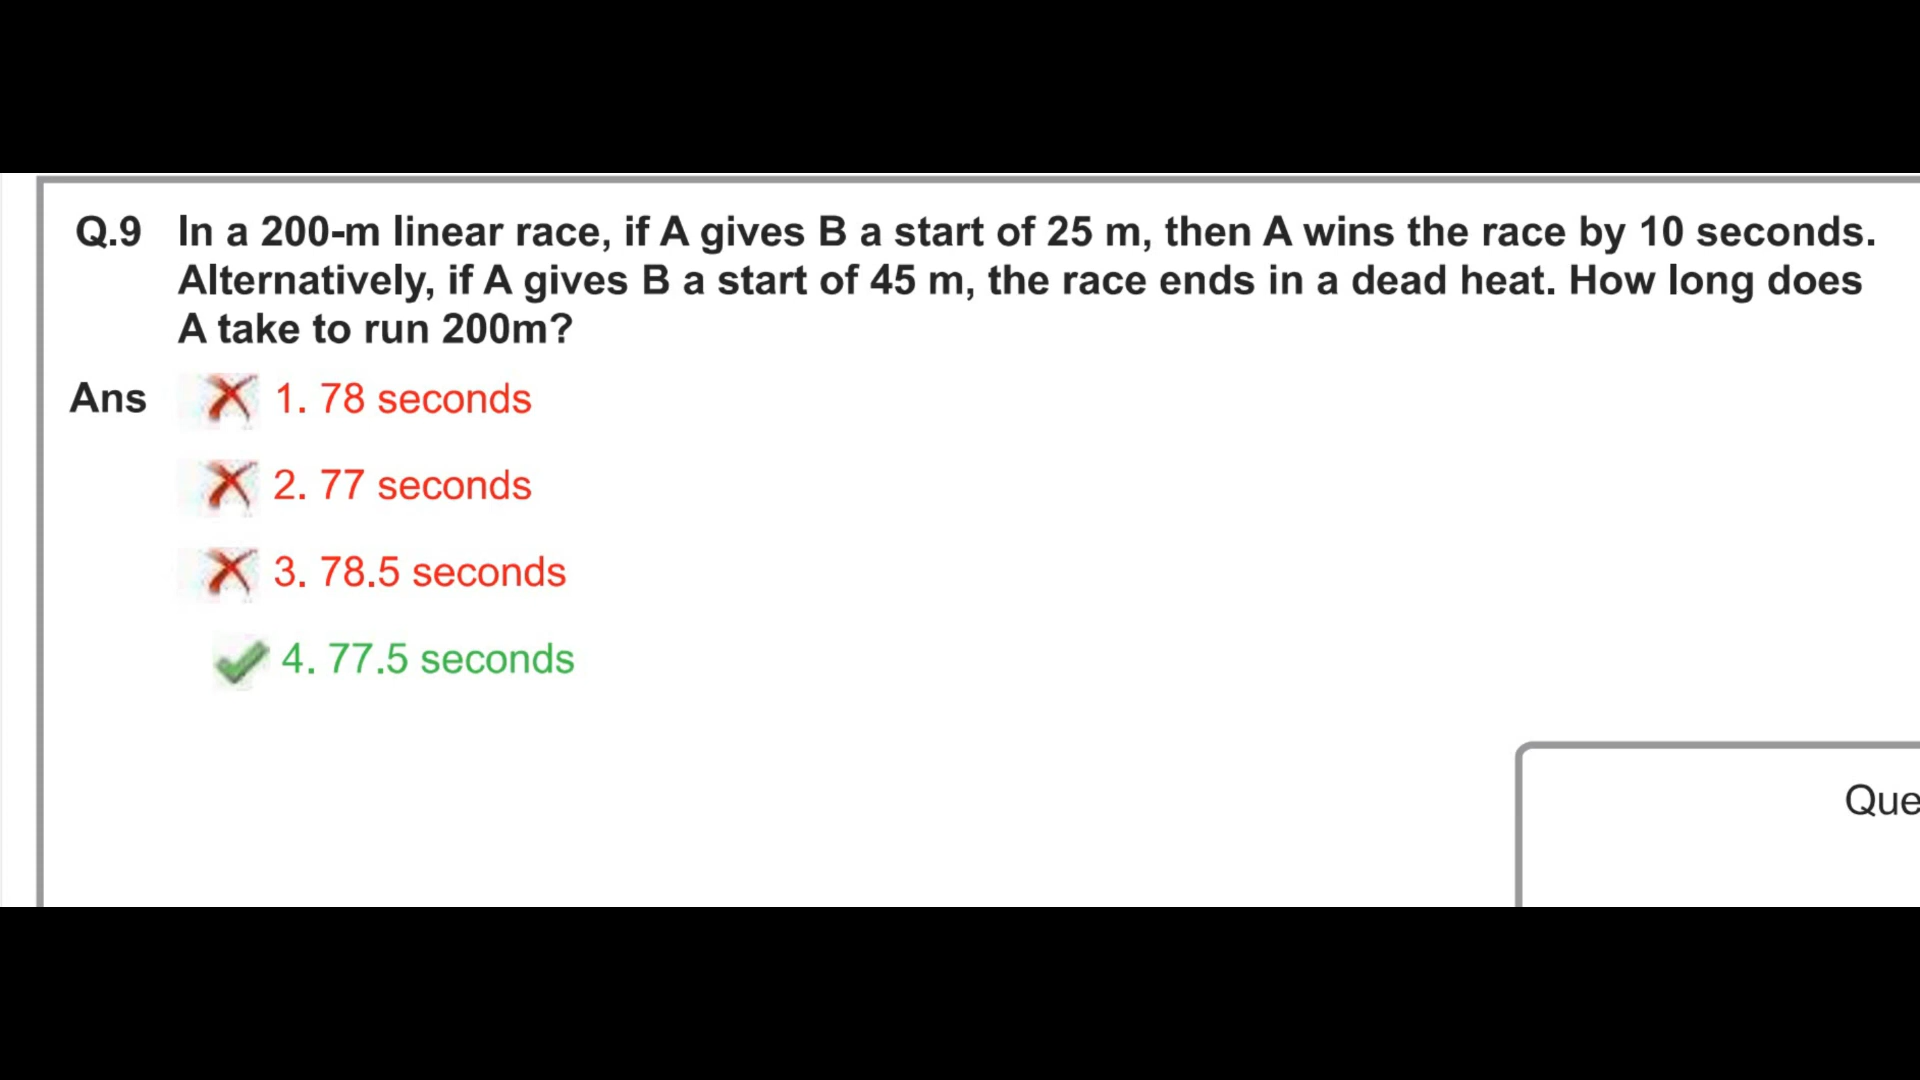 Q.9 In a 200-m linear race, if A gives B a start of 25 m, then A wins the race by 10 seconds.
Alternatively, if A gives B a start of 45 m, the race ends in a dead heat. How long does
A take to run 200m?
Ans 1. 78 seconds
2. 77 seconds
3. 78.5 seconds
4. 77.5 seconds
Que